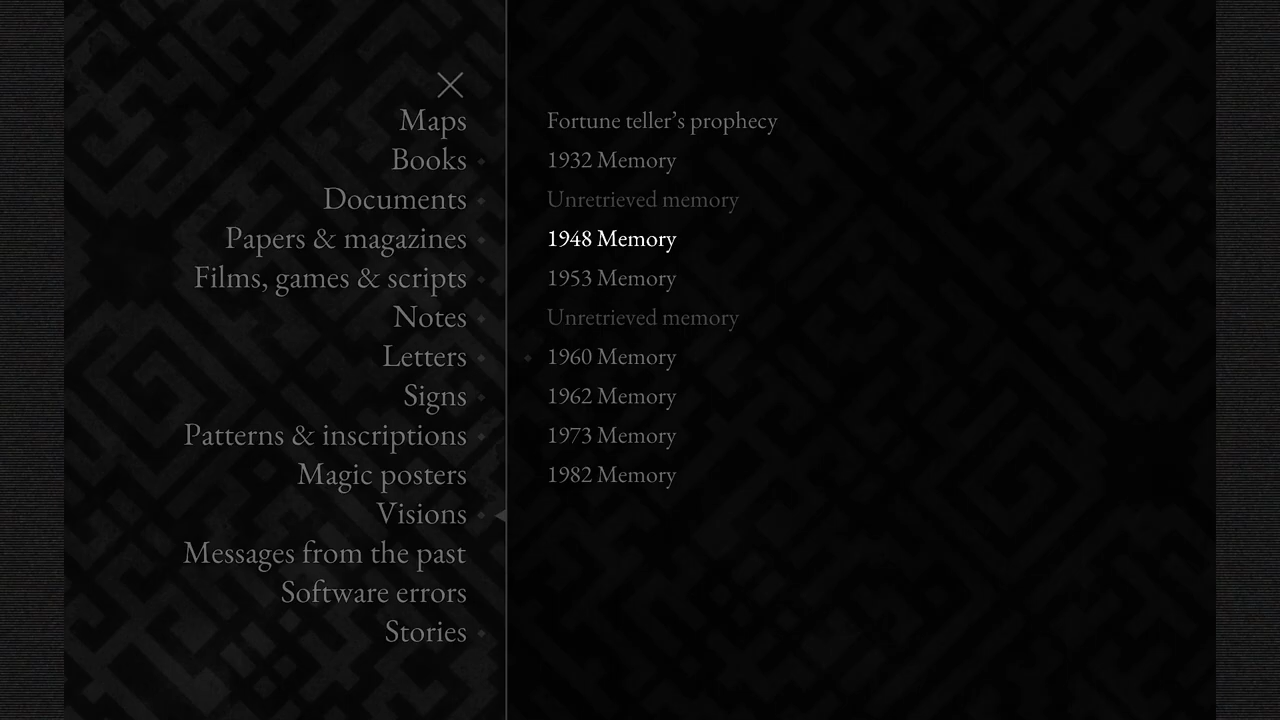 Maps
Books
Documents
Papers & magazines
Films, games & scripts
Notes
Letters
Signs
Patterns & inscriptions
Magic posters
Visions
Messages from the past
Software errors
Stories
Fortune teller’s prophecy
1932 Memory
Unretrieved memory
1948 Memory
1953 Memory
Unretrieved memory
1960 Memory
1962 Memory
1973 Memory
1982 Memory